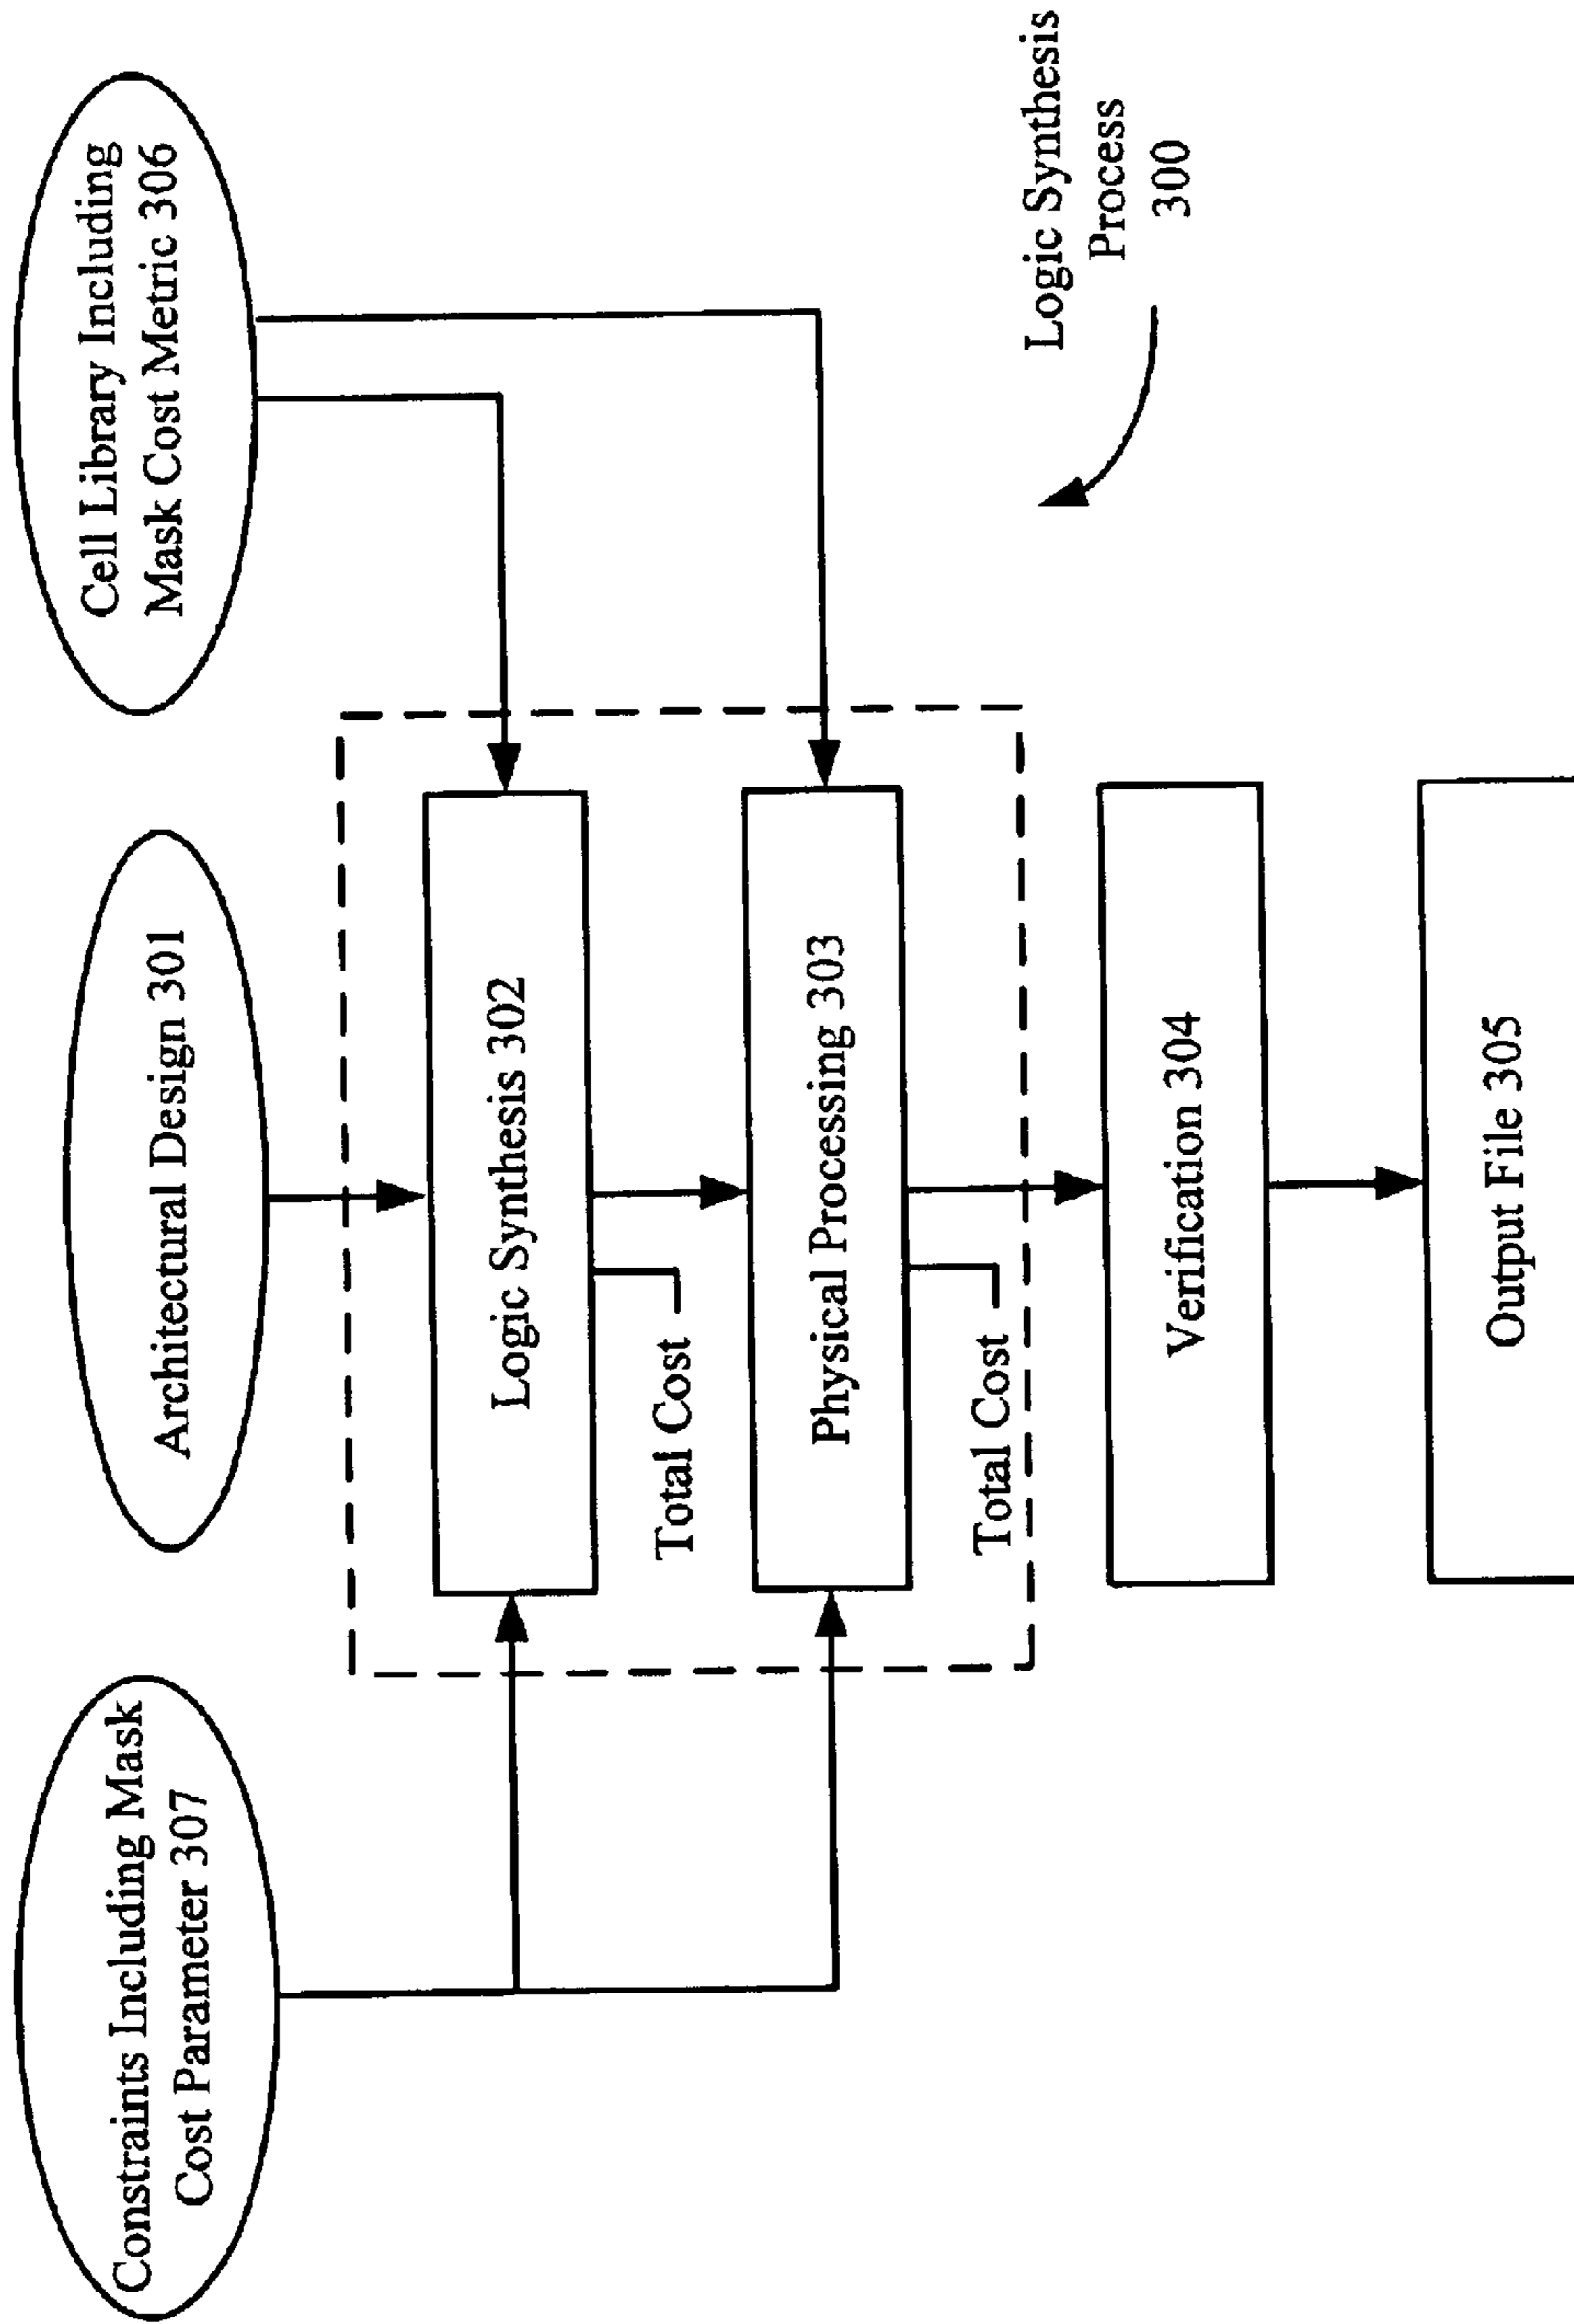 Constraints Including Mask
Cost Parameter 307
Architectural Design 301
Cell Library Including
Mask Cost Metric 306
Logic Synthesis 302
Total Cost
Physical Processing 303
Total Cost
Verification 304
Output File 305
Logic Synthesis
Process
300